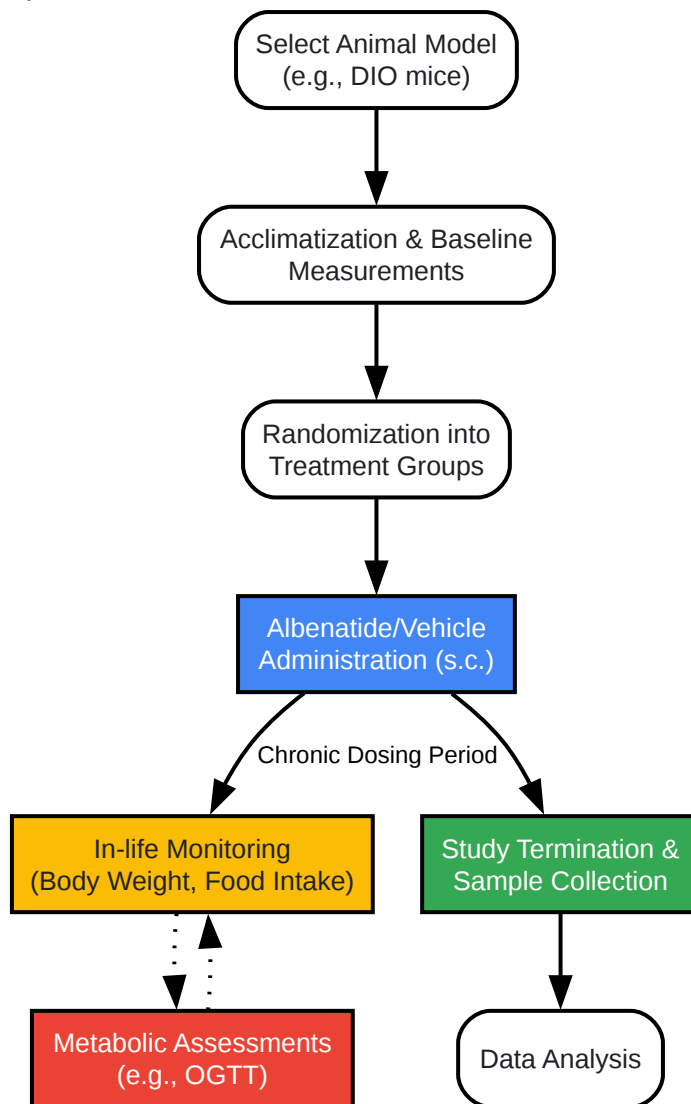 Select Animal Model
(e.g., DIO mice)
Acclimatization & Baseline
Measurements
Randomization into
Treatment Groups
Albenatide/Vehicle
Administration (s.c.)
Chronic Dosing Period
In-life Monitoring
(Body Weight, Food Intake)
Study Termination &
Sample Collection
Metabolic Assessments
(e.g., OGTT)
Data Analysis